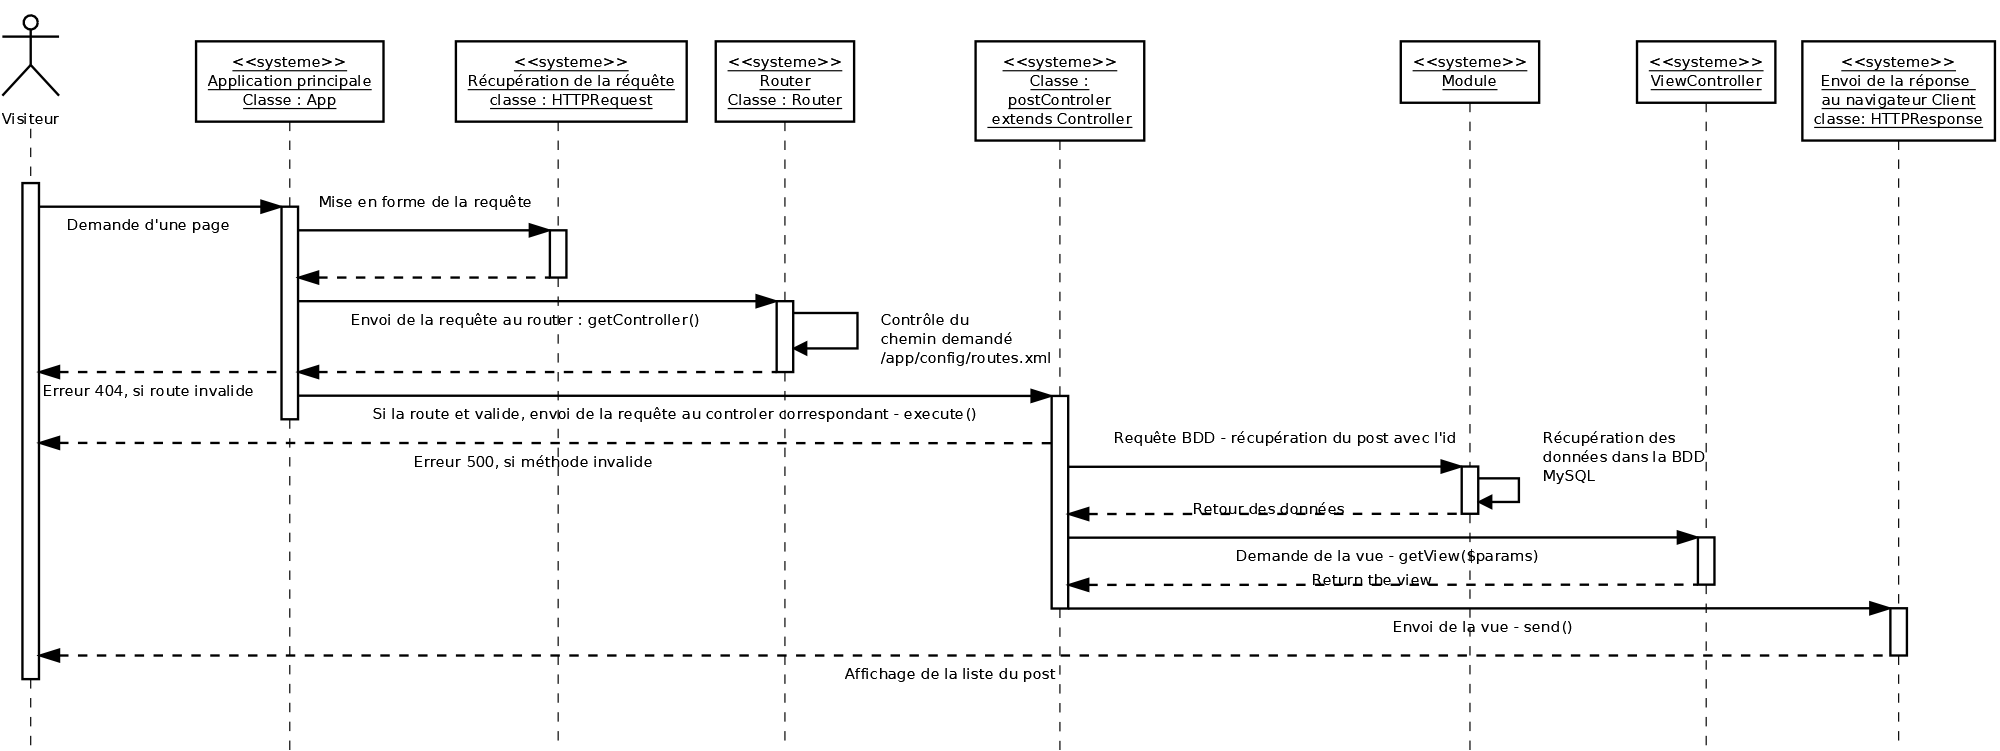 Visiteur
<<systeme>>
Application principale
Classe : App
<<systeme>>
Récupération de la réquête
classe : HTTPRequest
<<systeme>>
Router
Classe : Router
<<systeme>>
Classe :
postControler
extends Controller
<<systeme>>
Module
<<systeme>>
ViewController
<<systeme>>
Envoi de la réponse
au navigateur Client
classe: HTTPResponse
Demande d'une page
Mise en forme de la requête
Envoi de la requête au router : getController()
Contrôle du
chemin demandé
/app/config/routes.xml
Erreur 404, si route invalide
Si la route et valide, envoi de la requête au controler correspondant - execute()
Erreur 500, si méthode invalide
Requête BDD - récupération du post avec l'id
Récupération des
données dans la BDD
MySQL
Retour des données
Demande de la vue - getView($params)
Return the view
Envoi de la vue - send()
Affichage de la liste du post